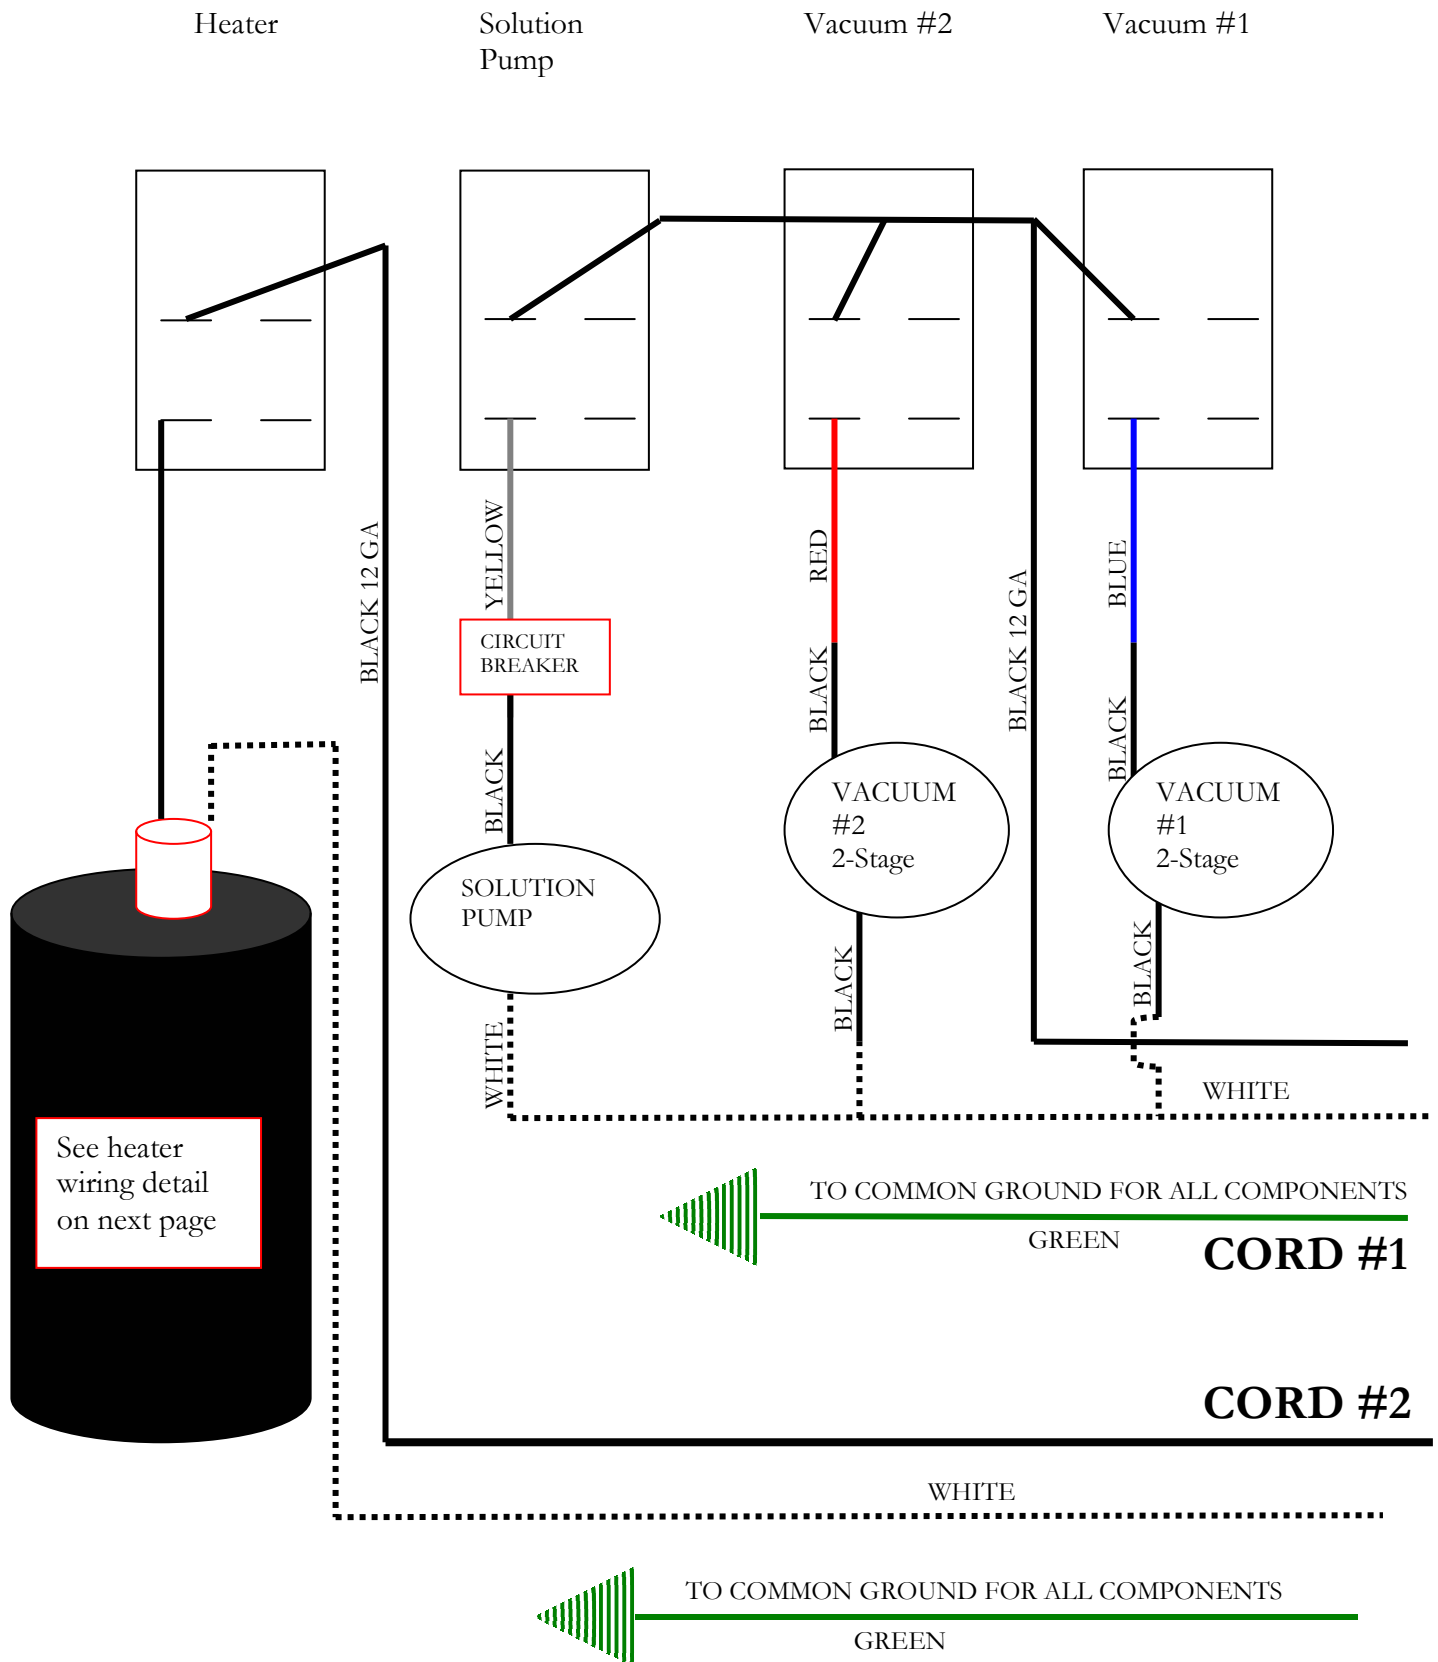 Heater
Solution
Pump
Vacuum #2
Vacuum #1
BLACK 12 GA
YELLOW
CIRCUIT
BREAKER
BLACK
RED
BLACK
BLACK 12 GA
BLUE
BLACK
SOLUTION
PUMP
VACUUM
#2
2-Stage
VACUUM
#1
2-Stage
WHITE
BLACK
BLACK
WHITE
See heater
wiring detail
on next page
TO COMMON GROUND FOR ALL COMPONENTS
GREEN
CORD #1
CORD #2
WHITE
TO COMMON GROUND FOR ALL COMPONENTS
GREEN